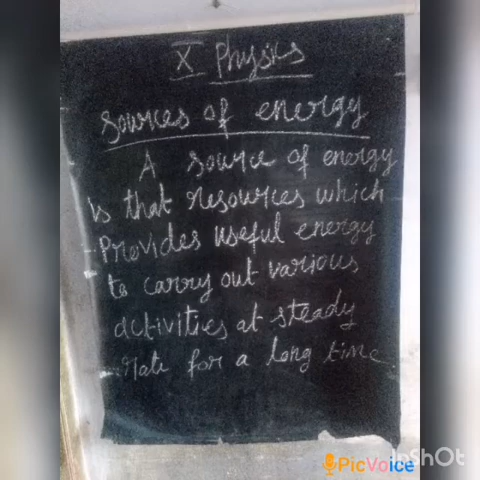 X Physics
Sources of energy
A source of energy
is that resources which
Provides useful energy
to carry out various
activities at steady
rate for a long time
InShOt
PicVoice